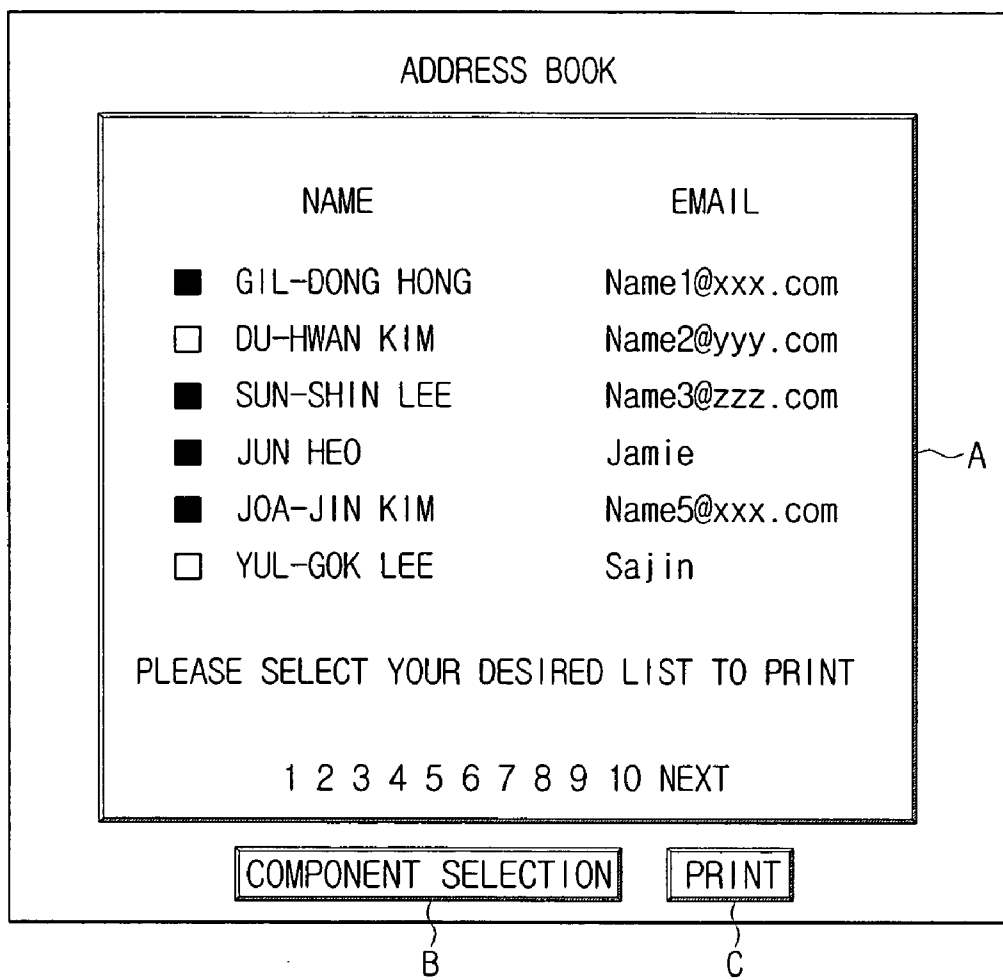 ADDRESS BOOK
NAME EMAIL
GIL-DONG HONG Name1@xxx.com
DU-HWAN KIM Name2@yyy.com
SUN-SHIN LEE Name3@zzz.com
JUN HEO Jamie
JOA-JIN KIM Name5@xxx.com
YUL-GOK LEE Sajin
A
PLEASE SELECT YOUR DESIRED LIST TO PRINT
1 2 3 4 5 6 7 8 9 10 NEXT
COMPONENT SELECTION PRINT
B C